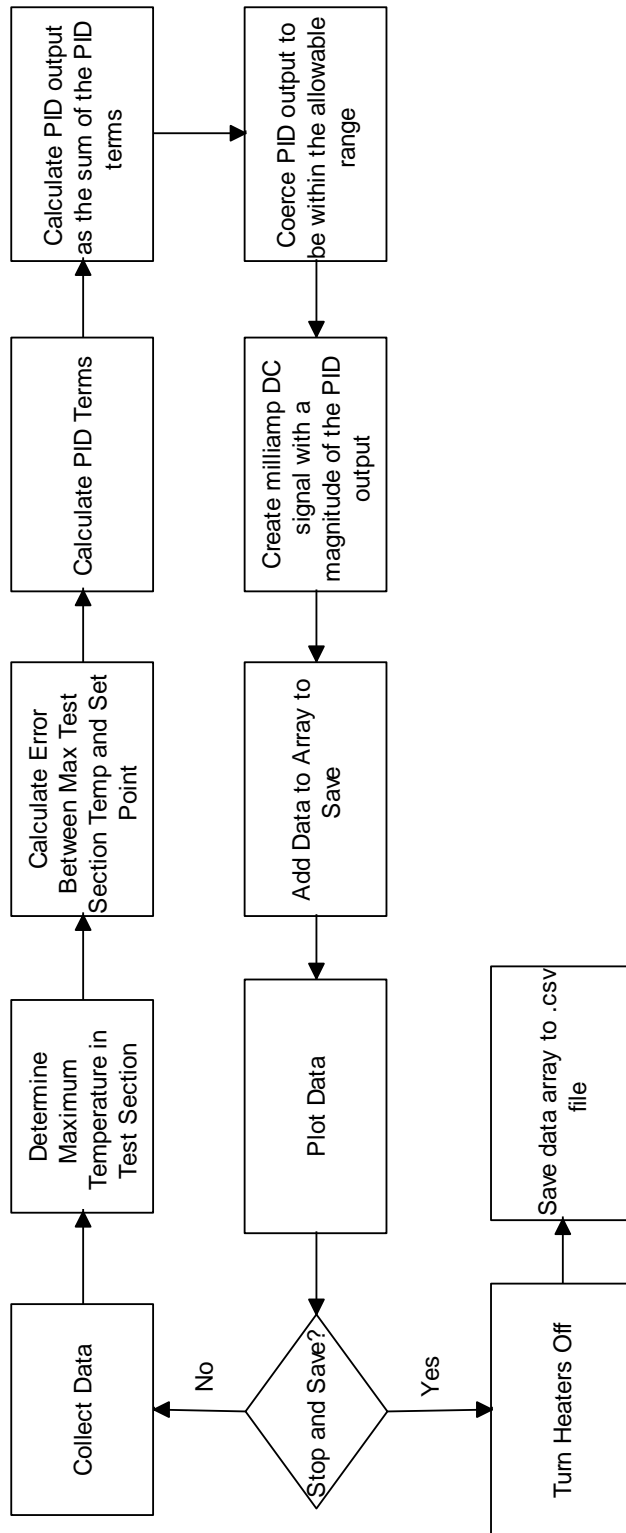 Collect Data
Determine
Maximum
Temperature in
Test Section
Calculate Error
Between Max Test
Section Temp and Set
Point
Calculate PID Terms
Calculate PID output
as the sum of the PID
terms
Coerce PID output to
be within the allowable
range
Create milliamp DC
signal with a
magnitude of the PID
output
Add Data to Array to
Save
Plot Data
Stop and Save?
No
Yes
Turn Heaters Off
Save data array to .csv
file